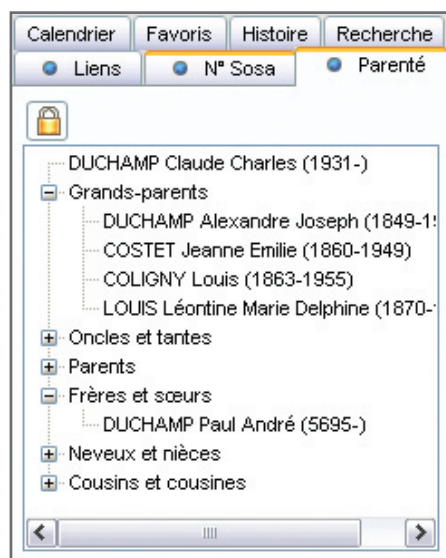 Calendrier Favoris Histoire Recherche
Liens N° Sosa Parenté
DUCHAMP Claude Charles (1931-)
Grands-parents
DUCHAMP Alexandre Joseph (1849-1
COSTET Jeanne Emilie (1860-1949)
COLIGNY Louis (1863-1955)
LOUIS Léontine Marie Delphine (1870-
Oncles et tantes
Parents
Frères et sœurs
DUCHAMP Paul André (5695-)
Neveux et nièces
Cousins et cousines